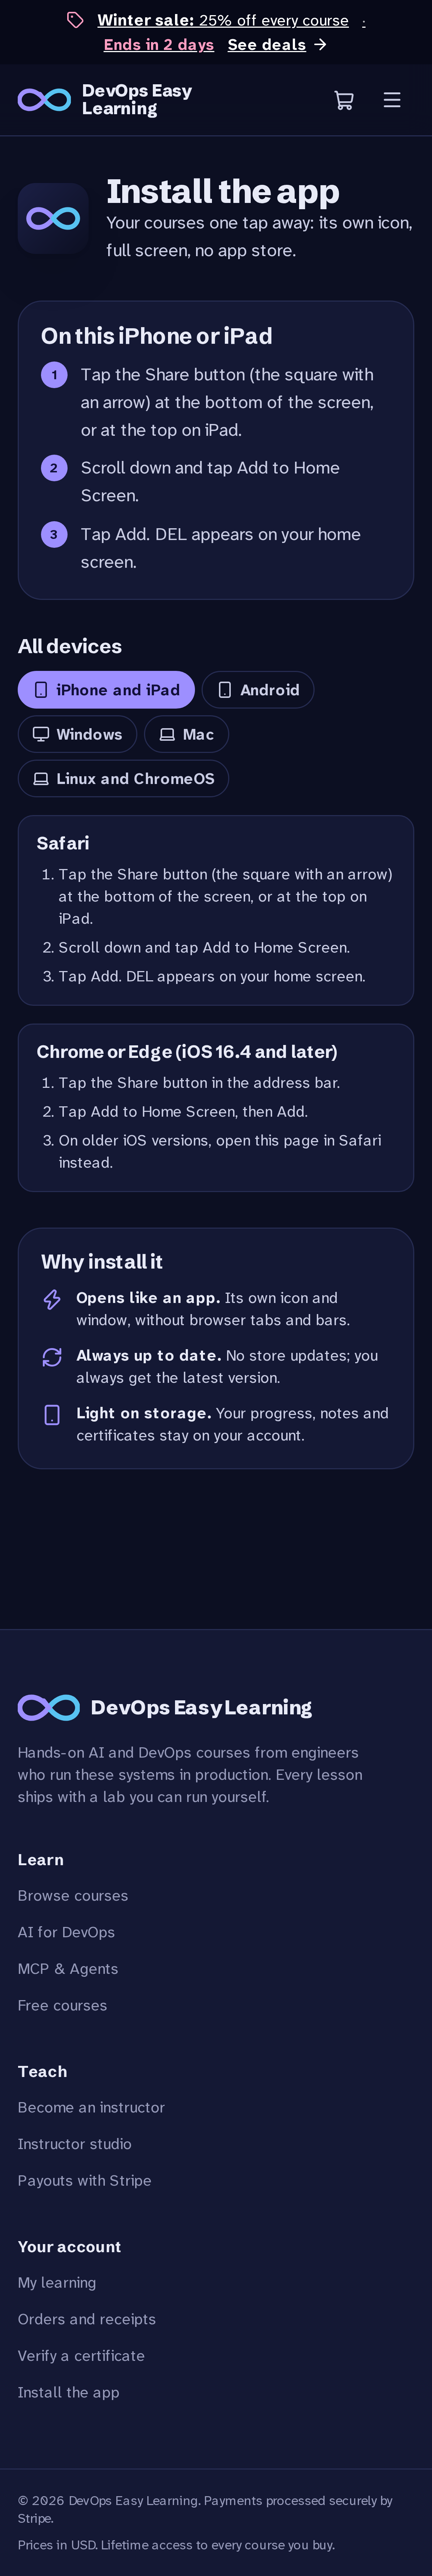 Winter sale: 25% off every course ·
Ends in 2 days See deals →
DevOps Easy
Learning
Install the app
Your courses one tap away: its own icon,
full screen, no app store.
On this iPhone or iPad
1 Tap the Share button (the square with
an arrow) at the bottom of the screen,
or at the top on iPad.
2 Scroll down and tap Add to Home
Screen.
3 Tap Add. DEL appears on your home
screen.
All devices
iPhone and iPad Android
Windows Mac
Linux and ChromeOS
Safari
1. Tap the Share button (the square with an arrow)
at the bottom of the screen, or at the top on
iPad.
2. Scroll down and tap Add to Home Screen.
3. Tap Add. DEL appears on your home screen.
Chrome or Edge (iOS 16.4 and later)
1. Tap the Share button in the address bar.
2. Tap Add to Home Screen, then Add.
3. On older iOS versions, open this page in Safari
instead.
Why install it
Opens like an app. Its own icon and
window, without browser tabs and bars.
Always up to date. No store updates; you
always get the latest version.
Light on storage. Your progress, notes and
certificates stay on your account.
DevOps Easy Learning
Hands-on AI and DevOps courses from engineers
who run these systems in production. Every lesson
ships with a lab you can run yourself.
Learn
Browse courses
AI for DevOps
MCP & Agents
Free courses
Teach
Become an instructor
Instructor studio
Payouts with Stripe
Your account
My learning
Orders and receipts
Verify a certificate
Install the app
© 2026 DevOps Easy Learning. Payments processed securely by
Stripe.
Prices in USD. Lifetime access to every course you buy.